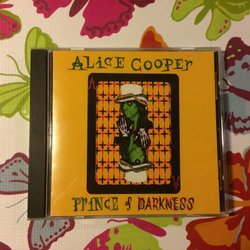 ALiCE COOPER
A
A
PRiNCE of DARKNESS